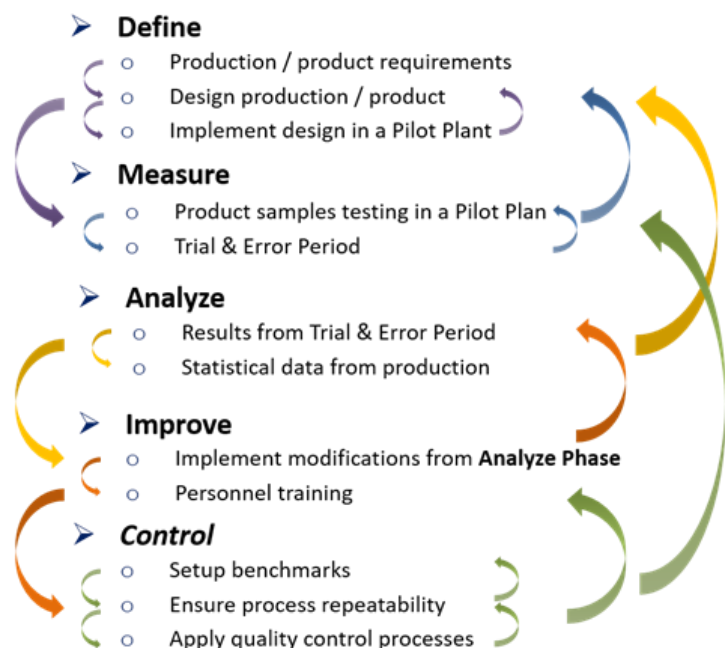 Define
Production / product requirements
Design production / product
Implement design in a Pilot Plant
Measure
Product samples testing in a Pilot Plan
Trial & Error Period
Analyze
Results from Trial & Error Period
Statistical data from production
Improve
Implement modifications from Analyze Phase
Personnel training
Control
Setup benchmarks
Ensure process repeatability
Apply quality control processes